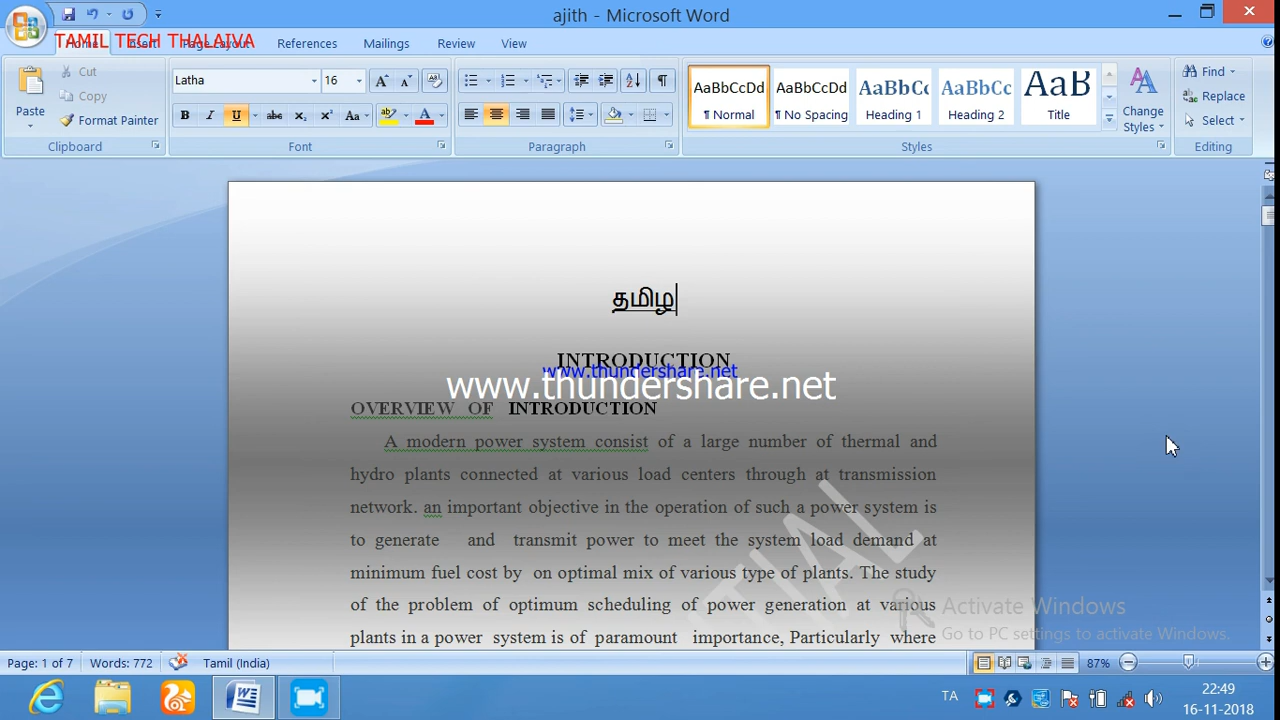 ajith - Microsoft Word
TAMIL TECH THALAIVA
References Mailings Review View
Cut
Copy
Paste
Format Painter
Clipboard
Latha 16
Font
Paragraph
AaBbCcDd AaBbCcDd AaBbCc AaBbCc AaB
¶ Normal ¶ No Spacing Heading 1 Heading 2 Title
Change Styles
Styles
Find
Replace
Select
Editing
தமிழ
INTRODUCTION
www.thundershare.net
www.thundershare.net
OVERVIEW OF INTRODUCTION
A modern power system consist of a large number of thermal and
hydro plants connected at various load centers through at transmission
network. an important objective in the operation of such a power system is
to generate and transmit power to meet the system load demand at
minimum fuel cost by on optimal mix of various type of plants. The study
of the problem of optimum scheduling of power generation at various
plants in a power system is of paramount importance, Particularly where
Activate Windows
Go to PC settings to activate Windows.
Page: 1 of 7 Words: 772 Tamil (India) 87%
TA
22:49
16-11-2018